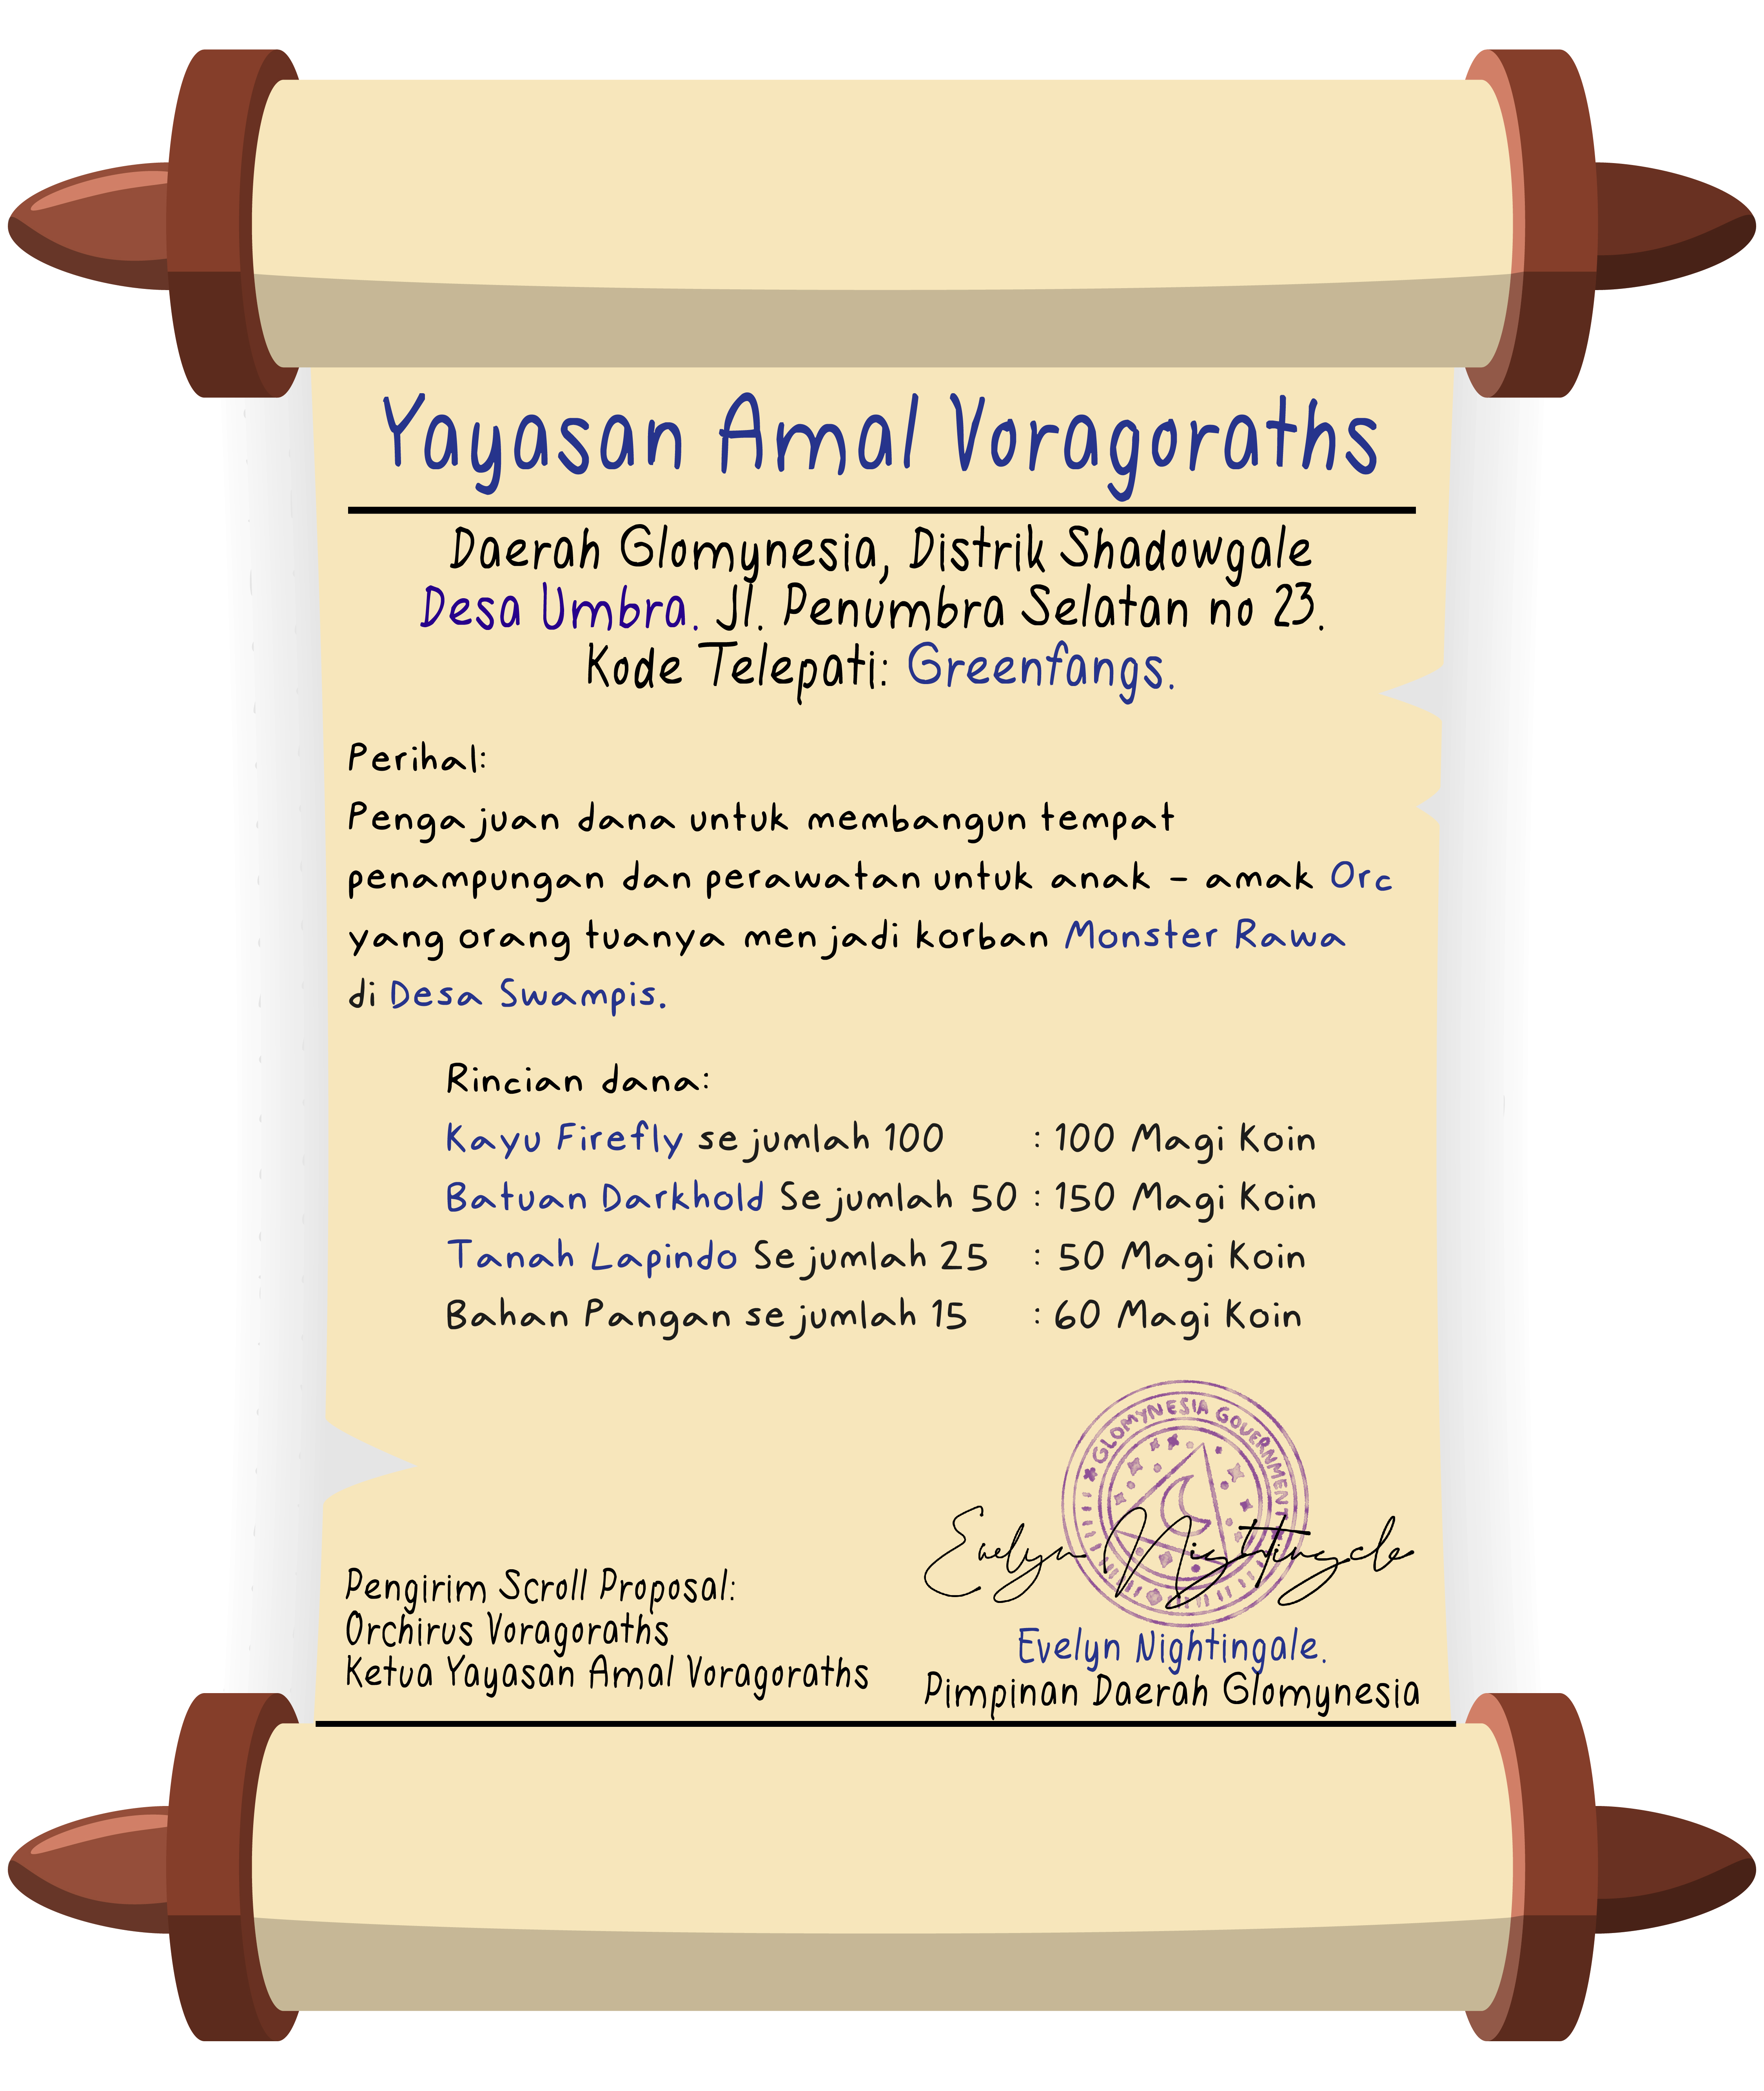 Yayasan Amal Voragoraths
Daerah Glomynesia, Distrik Shadowgale
Desa Umbra. Jl. Penumbra Selatan no 23.
Kode Telepati: Greenfangs.
Perihal:
Pengajuan dana untuk membangun tempat
penampungan dan perawatan untuk anak - amak Orc
yang orang tuanya menjadi korban Monster Rawa
di Desa Swampis.
Rincian dana:
Kayu Firefly sejumlah 100 : 100 Magi Koin
Batuan Darkhold Sejumlah 50 : 150 Magi Koin
Tanah Lapindo Sejumlah 25 : 50 Magi Koin
Bahan Pangan sejumlah 15 : 60 Magi Koin
GLOMYNESIA GOVERNMENT
Evelyn Nightingale
Pengirim Scroll Proposal:
Orchirus Voragoraths
Ketua Yayasan Amal Voragoraths
Evelyn Nightingale.
Pimpinan Daerah Glomynesia